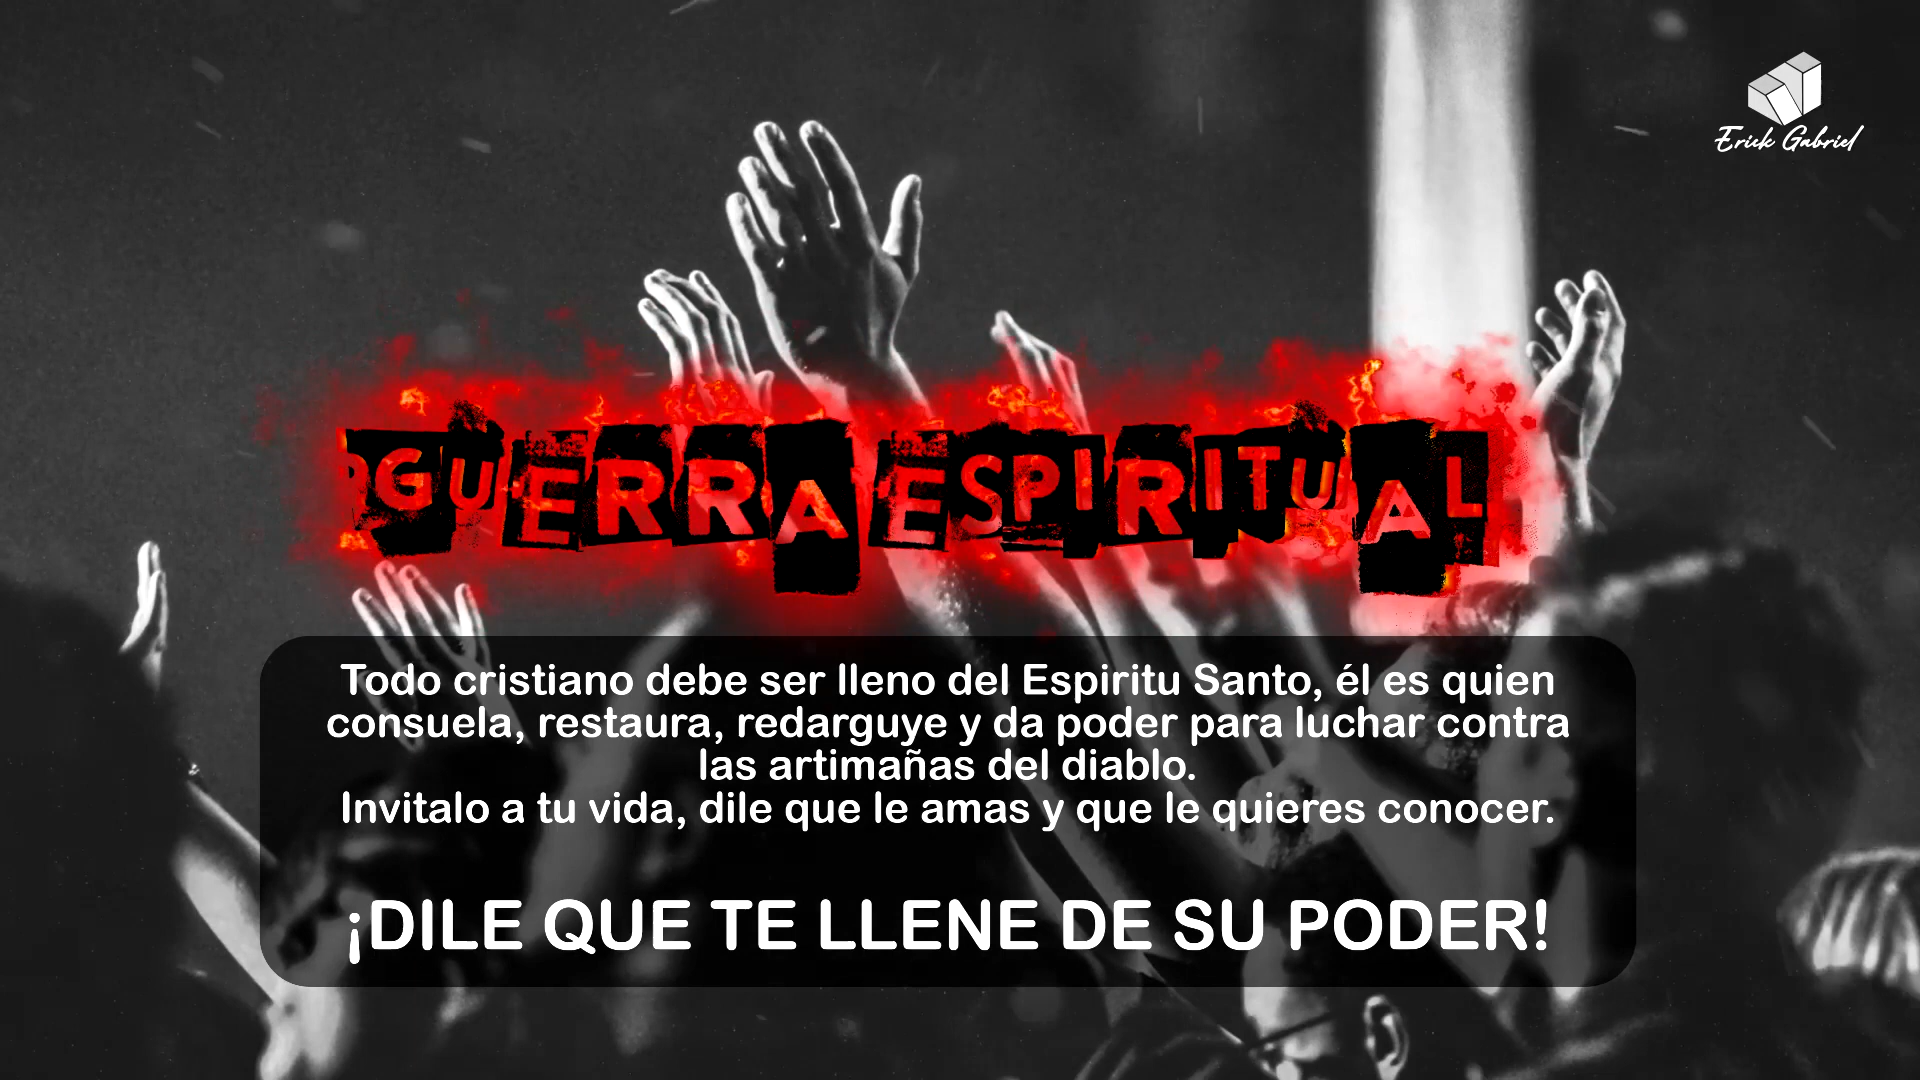 Erick Gabriel
GUERRA ESPIRITUAL
Todo cristiano debe ser lleno del Espiritu Santo, él es quien
consuela, restaura, redarguye y da poder para luchar contra
las artimañas del diablo.
Invitalo a tu vida, dile que le amas y que le quieres conocer.
¡DILE QUE TE LLENE DE SU PODER!